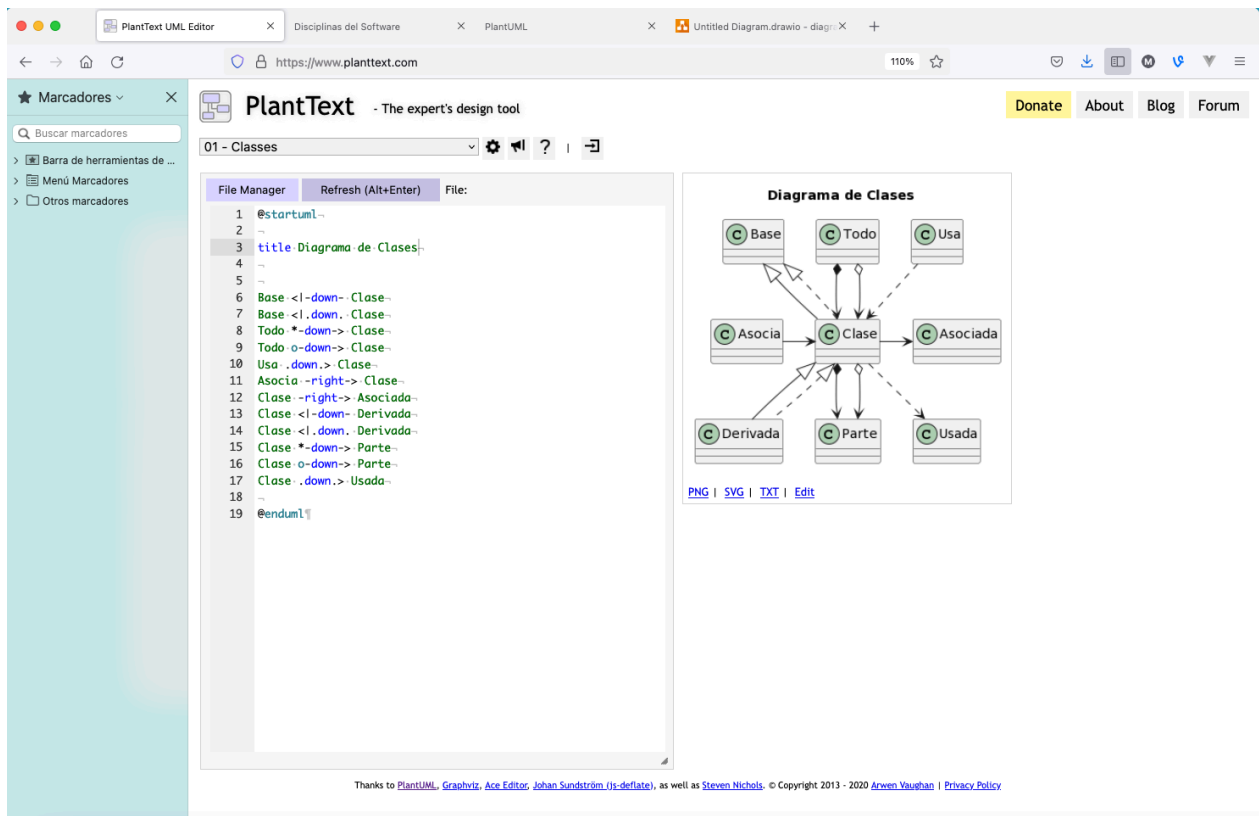 PlantText UML Editor
Disciplinas del Software
PlantUML
Untitled Diagram.drawio - diagr
https://www.planttext.com
110%
Marcadores
Buscar marcadores
Barra de herramientas de ...
Menú Marcadores
Otros marcadores
PlantText - The expert's design tool
Donate About Blog Forum
01 - Classes
File Manager Refresh (Alt+Enter) File:
1 @startuml
2
3 title Diagrama de Clases
4
5
6 Base <|-down- Clase
7 Base <|.down. Clase
8 Todo *-down-> Clase
9 Todo o-down-> Clase
10 Usa .down.> Clase
11 Asocia -right-> Clase
12 Clase -right-> Asociada
13 Clase <|-down- Derivada
14 Clase <|.down. Derivada
15 Clase *-down-> Parte
16 Clase o-down-> Parte
17 Clase .down.> Usada
18
19 @enduml
Diagrama de Clases
C Base C Todo C Usa
C Asocia C Clase C Asociada
C Derivada C Parte C Usada
PNG | SVG | TXT | Edit
Thanks to PlantUML, Graphviz, Ace Editor, Johan Sundström (js-deflate), as well as Steven Nichols. © Copyright 2013 - 2020 Arwen Vaughan | Privacy Policy